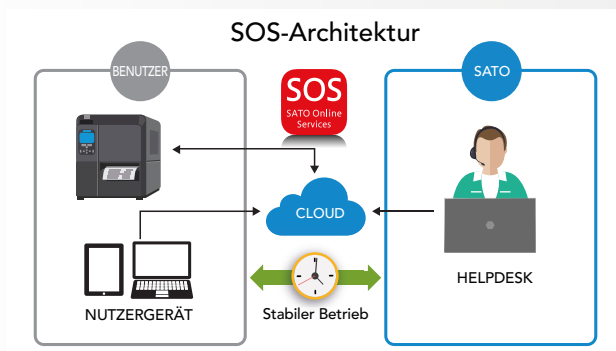 SOS-Architektur
BENUTZER
SATO
SOS
SATO Online
Services
CLOUD
NUTZERGERÄT
Stabiler Betrieb
HELPDESK